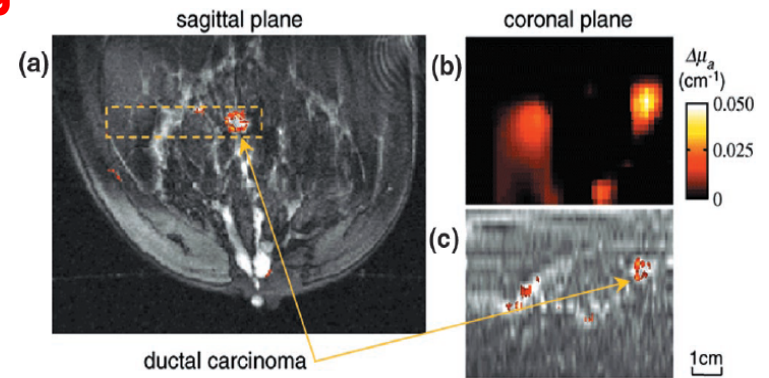 sagittal plane
coronal plane
(a)
(b)
Δμa
(cm⁻¹)
0.050
0.025
0
(c)
ductal carcinoma
1cm